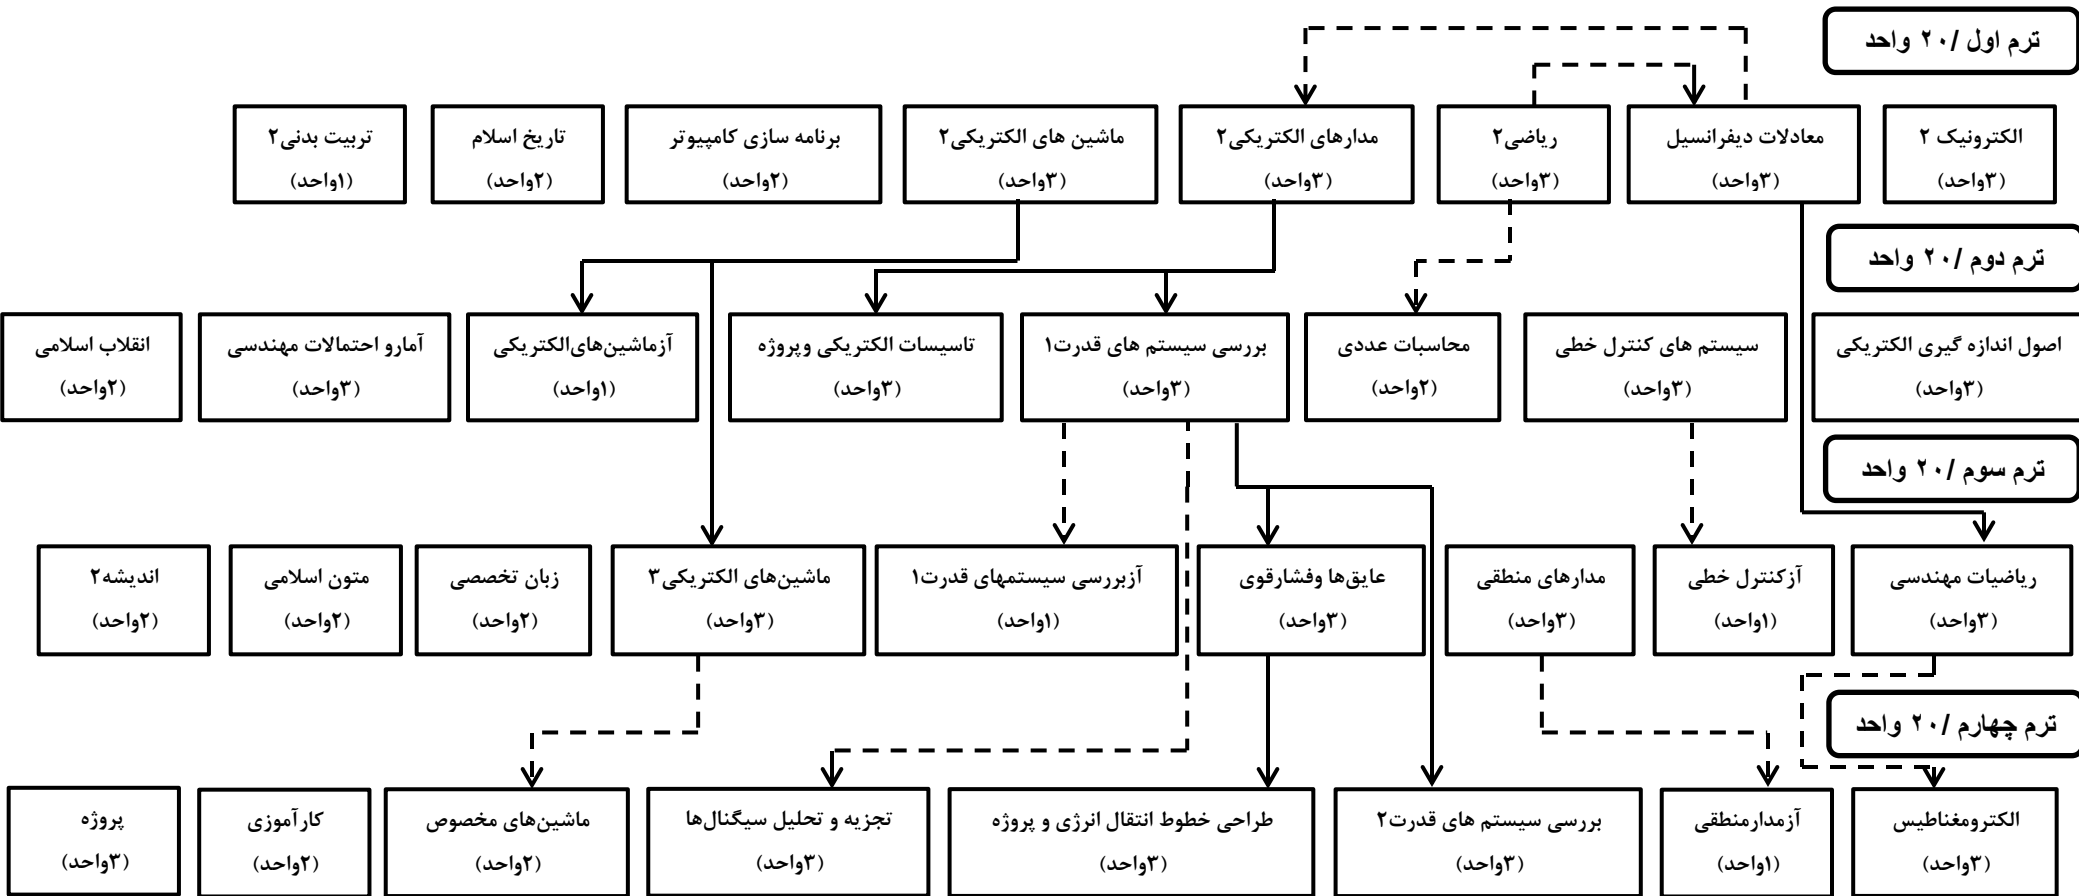 ترم اول /۲۰ واحد
الکترونیک ۲
(۳واحد)
معادلات دیفرانسیل
(۳واحد)
ریاضی۲
(۳واحد)
مدارهای الکتریکی۲
(۳واحد)
ماشین های الکتریکی۲
(۳واحد)
برنامه سازی کامپیوتر
(۲واحد)
تاریخ اسلام
(۲واحد)
تربیت بدنی۲
(۱واحد)
ترم دوم /۲۰ واحد
اصول اندازه گیری الکتریکی
(۳واحد)
سیستم های کنترل خطی
(۳واحد)
محاسبات عددی
(۲واحد)
بررسی سیستم های قدرت۱
(۳واحد)
تاسیسات الکتریکی وپروژه
(۳واحد)
آزماشین‌های‌الکتریکی
(۱واحد)
آمارو احتمالات مهندسی
(۳واحد)
انقلاب اسلامی
(۲واحد)
ترم سوم /۲۰ واحد
ریاضیات مهندسی
(۳واحد)
آزکنترل خطی
(۱واحد)
مدارهای منطقی
(۳واحد)
عایق‌ها وفشارقوی
(۳واحد)
آزبررسی سیستمهای قدرت۱
(۱واحد)
ماشین‌های الکتریکی۳
(۳واحد)
زبان تخصصی
(۲واحد)
متون اسلامی
(۲واحد)
اندیشه۲
(۲واحد)
ترم چهارم /۲۰ واحد
الکترومغناطیس
(۳واحد)
آزمدارمنطقی
(۱واحد)
بررسی سیستم های قدرت۲
(۳واحد)
طراحی خطوط انتقال انرژی و پروژه
(۳واحد)
تجزیه و تحلیل سیگنال‌ها
(۳واحد)
ماشین‌های مخصوص
(۲واحد)
کارآموزی
(۲واحد)
پروژه
(۳واحد)